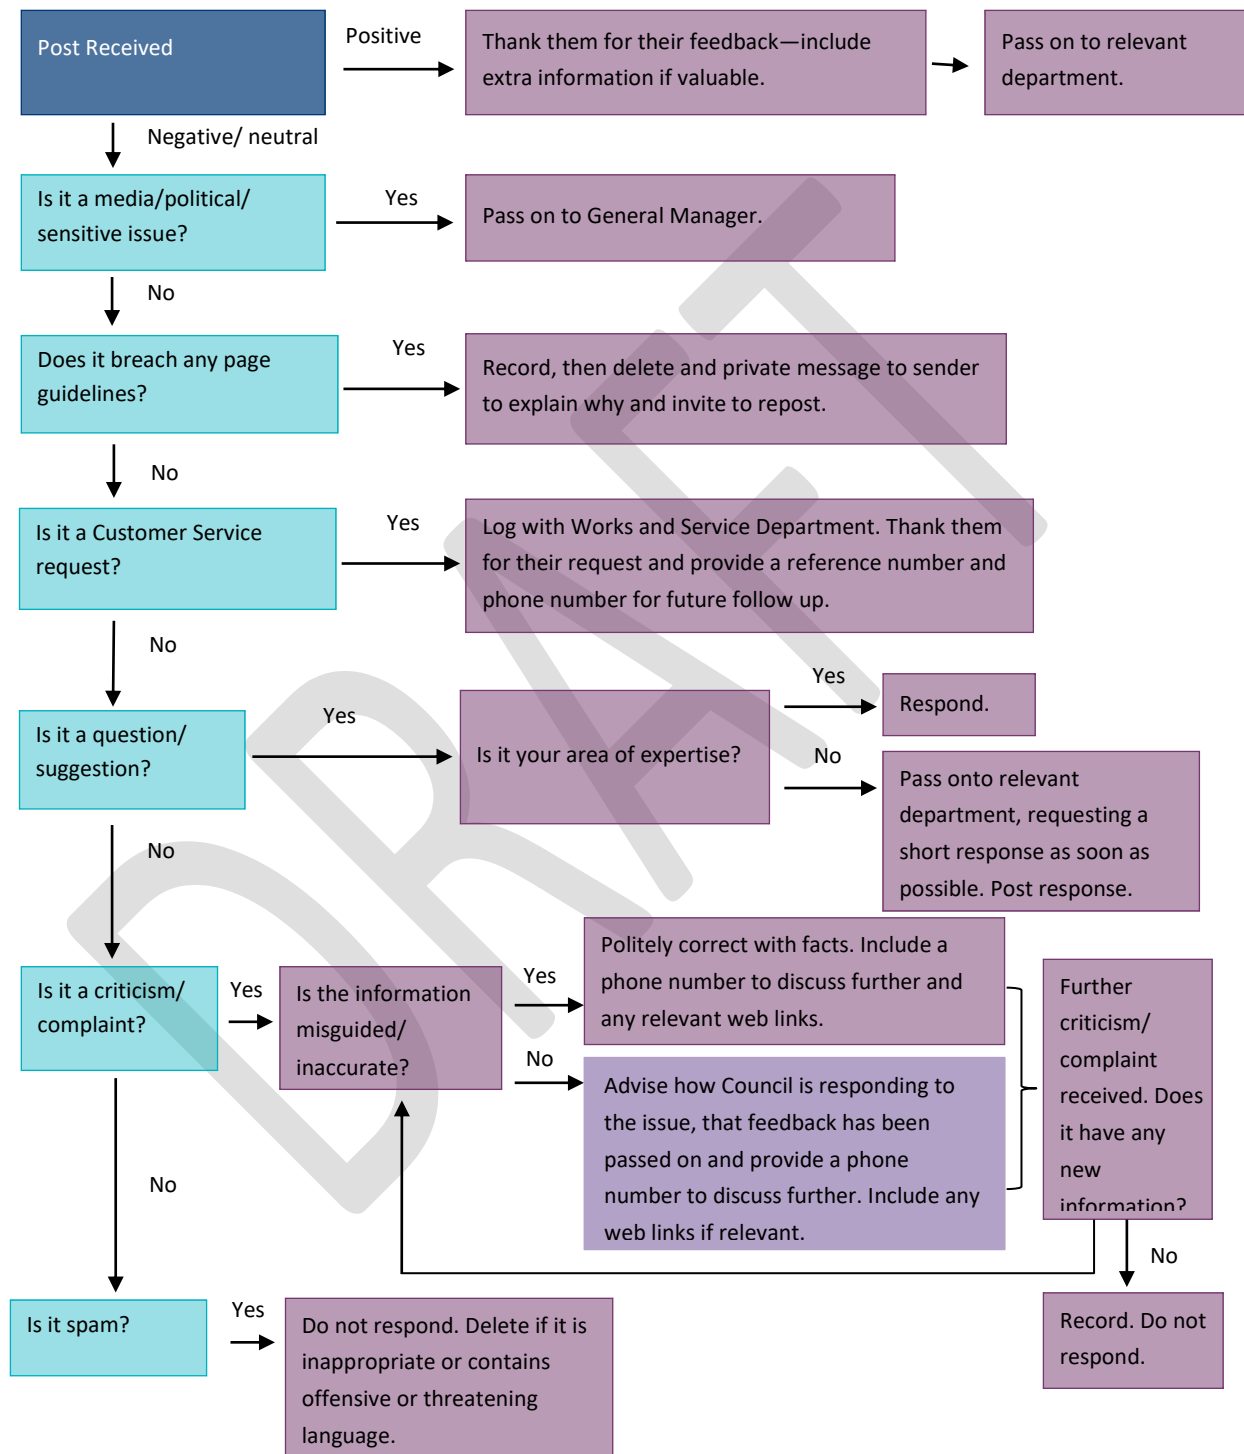 Post Received
Positive
Thank them for their feedback—include
extra information if valuable.
Pass on to relevant
department.
Negative/ neutral
Is it a media/political/
sensitive issue?
Yes
Pass on to General Manager.
No
Does it breach any page
guidelines?
Yes
Record, then delete and private message to sender
to explain why and invite to repost.
No
Is it a Customer Service
request?
Yes
Log with Works and Service Department. Thank them
for their request and provide a reference number and
phone number for future follow up.
No
Is it a question/
suggestion?
Yes
Is it your area of expertise?
Yes
Respond.
No
Pass onto relevant
department, requesting a
short response as soon as
possible. Post response.
No
Is it a criticism/
complaint?
Yes
Is the information
misguided/
inaccurate?
Yes
Politely correct with facts. Include a
phone number to discuss further and
any relevant web links.
No
Advise how Council is responding to
the issue, that feedback has been
passed on and provide a phone
number to discuss further. Include any
web links if relevant.
Further
criticism/
complaint
received. Does
it have any
new
information?
No
Record. Do not
respond.
No
Is it spam?
Yes
Do not respond. Delete if it is
inappropriate or contains
offensive or threatening
language.
DRAFT